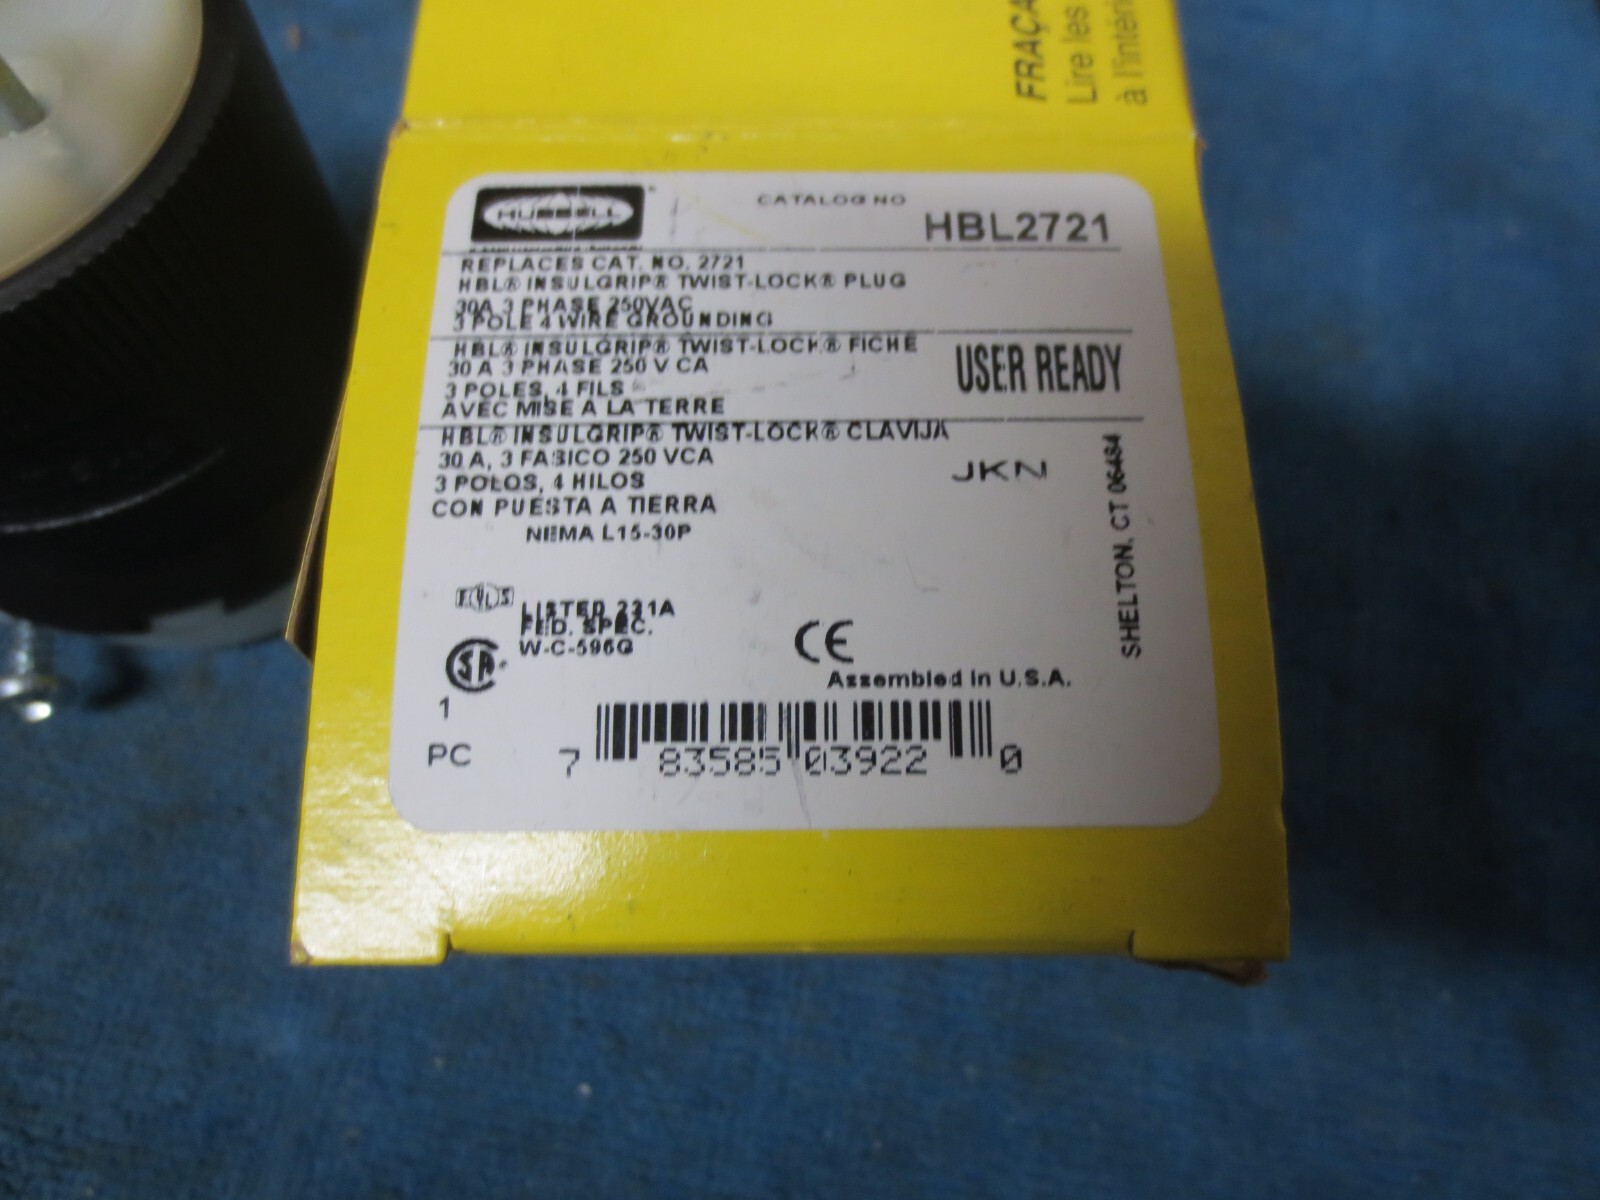 FRAÇA
Lire les
à l'intéri
HUBBELL
CATALOG NO
HBL2721
REPLACES CAT. NO. 2721
HBL® INSULGRIP® TWIST-LOCK® PLUG
30A 3 PHASE 250VAC
3 POLE 4 WIRE GROUNDING
HBL® INSULGRIP® TWIST-LOCK® FICHE
30 A 3 PHASE 250 V CA
3 POLES, 4 FILS
AVEC MISE A LA TERRE
USER READY
HBL® INSULGRIP® TWIST-LOCK® CLAVIJA
30 A, 3 FASICO 250 VCA
3 POLOS, 4 HILOS
CON PUESTA A TIERRA
NEMA L15-30P
JKN
SHELTON, CT 06484
LISTED 231A
FED. SPEC.
W-C-596G
SA
CE
Assembled in U.S.A.
1
PC
7 83585 03922 0